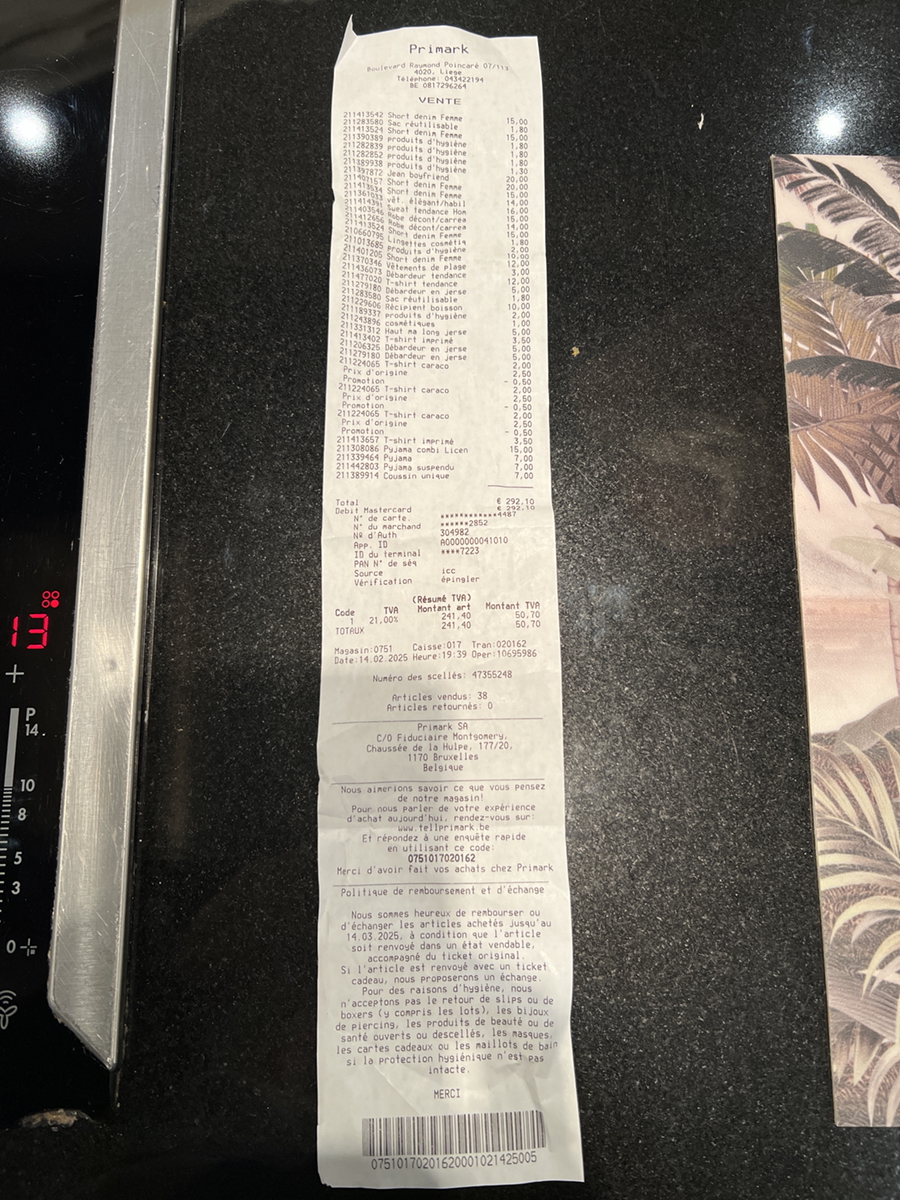 Primark
Boulevard Raymond Poincaré 07/113
4020, Liege
Téléphone: 043422194
BE 0817296264
VENTE
211413542 Short denim Femme 15,00
211283580 Sac réutilisable 1,80
211413524 Short denim Femme 15,00
211390389 produits d'hygiène 1,80
211282839 produits d'hygiène 1,80
211282852 produits d'hygiène 1,80
211389938 produits d'hygiène 1,30
211397872 Jean boyfriend 20,00
211407157 Short denim Femme 20,00
211413534 Short denim Femme 15,00
211361033 vêt. élégant/habil 14,00
211414391 Sweat tendance Hom 16,00
211403546 Robe décont/carrea 15,00
211412656 Robe décont/carrea 14,00
211413524 Short denim Femme 15,00
210660795 Lingettes cosmétiq 1,80
211013685 produits d'hygiène 2,00
211401205 Short denim Femme 10,00
211370346 Vêtements de plage 12,00
211436073 Débardeur tendance 3,00
211477020 T-shirt tendance 12,00
211279180 Débardeur en jerse 5,00
211283580 Sac réutilisable 1,80
211229606 Récipient boisson 10,00
211189337 produits d'hygiène 2,00
211243896 cosmétiques 1,00
211331312 Haut ma long jerse 5,00
211413402 T-shirt imprimé 3,50
211206325 Débardeur en jerse 5,00
211279180 Débardeur en jerse 5,00
211224065 T-shirt caraco 2,00
Prix d'origine 2,50
Promotion - 0,50
211224065 T-shirt caraco 2,00
Prix d'origine 2,50
Promotion - 0,50
211224065 T-shirt caraco 2,00
Prix d'origine 2,50
Promotion - 0,50
211413657 T-shirt imprimé 3,50
211308086 Pyjama combi Licen 15,00
211339464 Pyjama 7,00
211442803 Pyjama suspendu 7,00
211389914 Coussin unique 7,00
Total € 292,10
Debit Mastercard € 292,10
N° de carte. ************4487
N° du marchand ******2852
Nº d'Auth 304982
App. ID A0000000041010
ID du terminal ****7223
PAN N° de séq
Source icc
Vérification épingler
(Résumé TVA)
Code TVA Montant art Montant TVA
1 21,00% 241,40 50,70
TOTAUX 241,40 50,70
Magasin:0751 Caisse:017 Tran:020162
Date:14.02.2025 Heure:19:39 Oper:10695986
Numéro des scellés: 47355248
Articles vendus: 38
Articles retournés: 0
Primark SA
C/O Fiduciaire Montgomery,
Chaussée de la Hulpe, 177/20,
1170 Bruxelles
Belgique
Nous aimerions savoir ce que vous pensez
de notre magasin!
Pour nous parler de votre expérience
d'achat aujourd'hui, rendez-vous sur:
www.tellprimark.be
Et répondez à une enquête rapide
en utilisant ce code:
0751017020162
Merci d'avoir fait vos achats chez Primark
Politique de remboursement et d'échange
Nous sommes heureux de rembourser ou
d'échanger les articles achetés jusqu'au
14.03.2025, à condition que l'article
soit renvoyé dans un état vendable,
accompagné du ticket original.
Si l'article est renvoyé avec un ticket
cadeau, nous proposerons un échange.
Pour des raisons d'hygiène, nous
n'acceptons pas le retour de slips ou de
boxers (y compris les lots), les bijoux
de piercing, les produits de beauté ou de
santé ouverts ou descellés, les masques,
les cartes cadeaux ou les maillots de bain
si la protection hygiénique n'est pas
intacte.
MERCI
07510170201620001021425005
13
P
14.
10
8
5
3
0